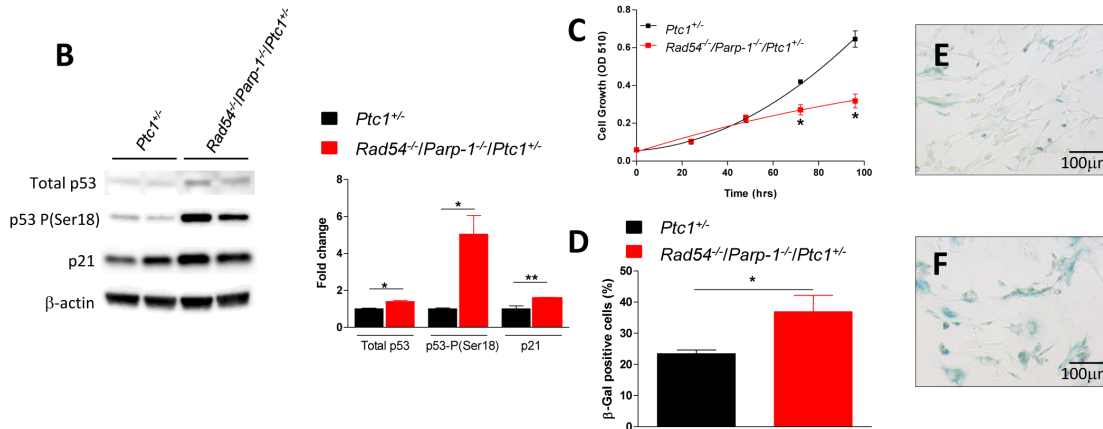 B
Ptc1+/-
Rad54-/-/Parp-1-/-/Ptc1+/-
Total p53
p53 P(Ser18)
p21
β-actin
Ptc1+/-
Rad54-/-/Parp-1-/-/Ptc1+/-
Fold change
8
6
4
2
0
*
*
**
Total p53
p53-P(Ser18)
p21
C
Ptc1+/-
Rad54-/-/Parp-1-/-/Ptc1+/-
Cell Growth (OD 510)
0.8
0.6
0.4
0.2
0.0
*
*
0
20
40
60
80
100
Time (hrs)
D
Ptc1+/-
Rad54-/-/Parp-1-/-/Ptc1+/-
β-Gal positive cells (%)
50
40
30
20
10
0
*
E
100μm
F
100μm